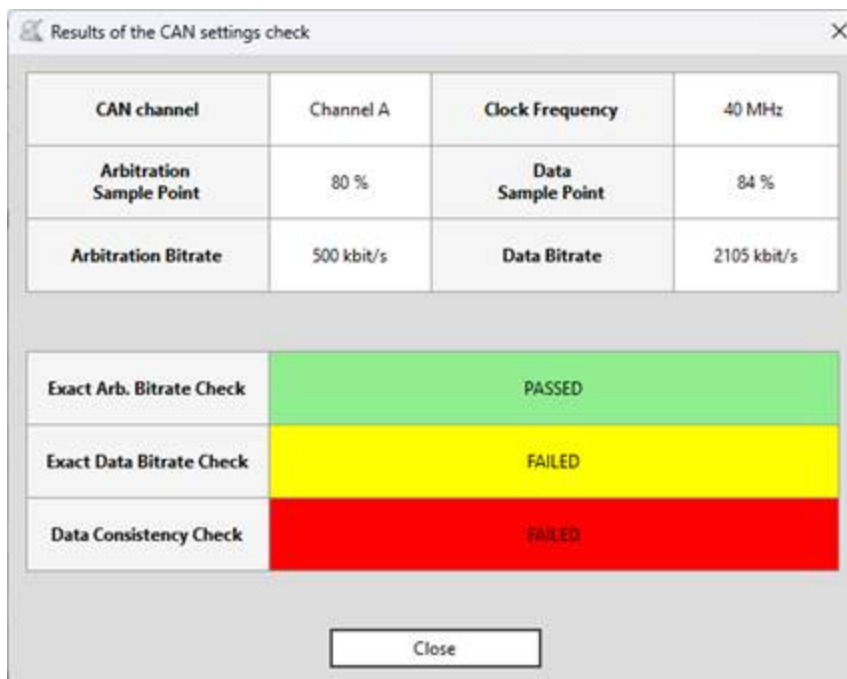 Results of the CAN settings check
CAN channel
Channel A
Clock Frequency
40 MHz
Arbitration
Sample Point
80 %
Data
Sample Point
84 %
Arbitration Bitrate
500 kbit/s
Data Bitrate
2105 kbit/s
Exact Arb. Bitrate Check
PASSED
Exact Data Bitrate Check
FAILED
Data Consistency Check
FAILED
Close